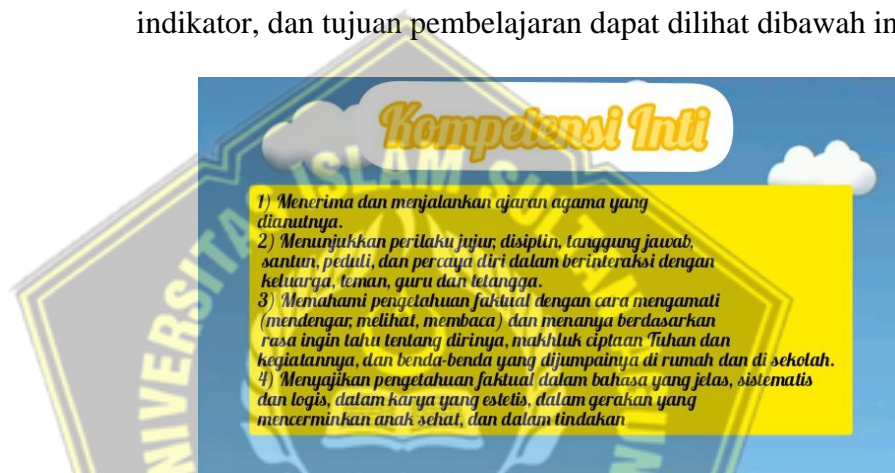 indikator, dan tujuan pembelajaran dapat dilihat dibawah in
Kompetensi Inti
1) Menerima dan menjalankan ajaran agama yang
dianutnya.
2) Menunjukkan perilaku jujur, disiplin, tanggung jawab,
santun, peduli, dan percaya diri dalam berinteraksi dengan
keluarga, teman, guru dan tetangga.
3) Memahami pengetahuan faktual dengan cara mengamati
(mendengar, melihat, membaca) dan menanya berdasarkan
rasa ingin tahu tentang dirinya, makhluk ciptaan Tuhan dan
kegiatannya, dan benda-benda yang dijumpainya di rumah dan di sekolah.
4) Menyajikan pengetahuan faktual dalam bahasa yang jelas, sistematis
dan logis, dalam karya yang estetis, dalam gerakan yang
mencerminkan anak sehat, dan dalam tindakan
ISLAM SULTAN